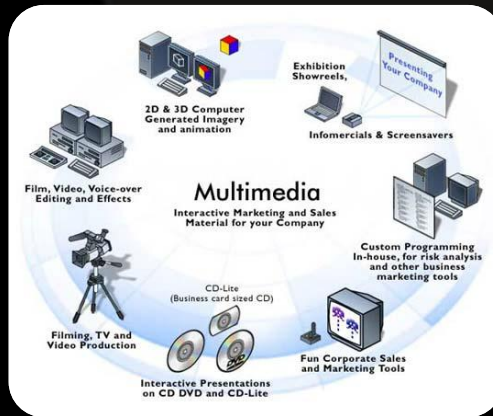 Presenting
Your Company
Exhibition
Showreels,
Infomercials & Screensavers
2D & 3D Computer
Generated Imagery
and animation
Film, Video, Voice-over
Editing and Effects
Multimedia
Interactive Marketing and Sales
Material for your Company
Custom Programming
In-house, for risk analysis
and other business
marketing tools
Filming, TV and
Video Production
CD-Lite
(Business card sized CD)
DVD
Interactive Presentations
on CD DVD and CD-Lite
Fun Corporate Sales
and Marketing Tools